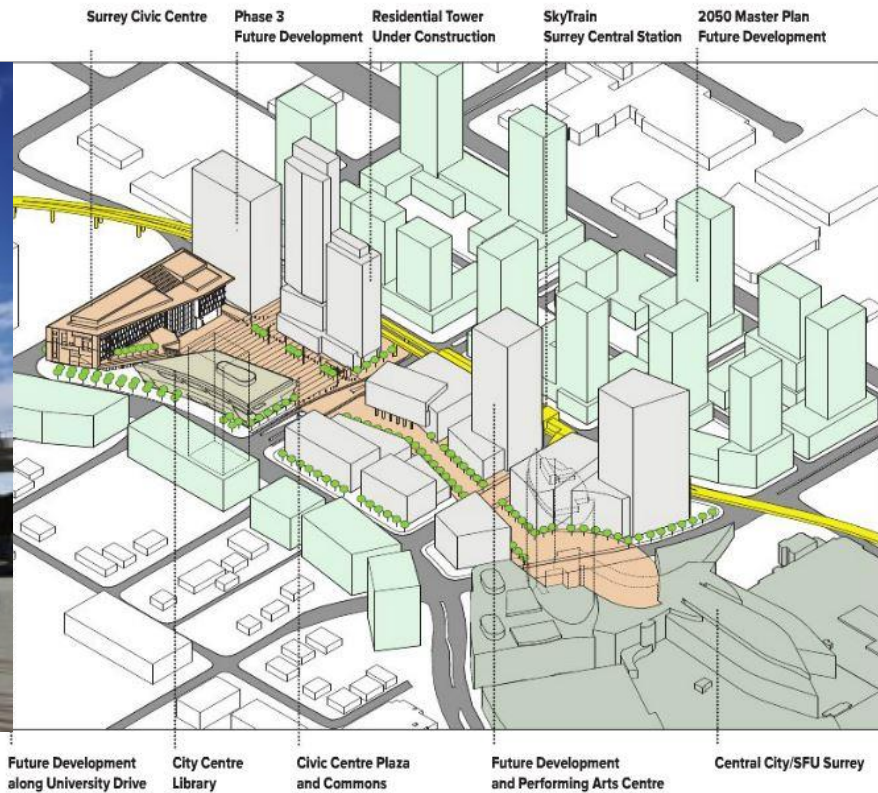 Surrey Civic Centre
Phase 3
Future Development
Residential Tower
Under Construction
SkyTrain
Surrey Central Station
2050 Master Plan
Future Development
Future Development
along University Drive
City Centre
Library
Civic Centre Plaza
and Commons
Future Development
and Performing Arts Centre
Central City/SFU Surrey